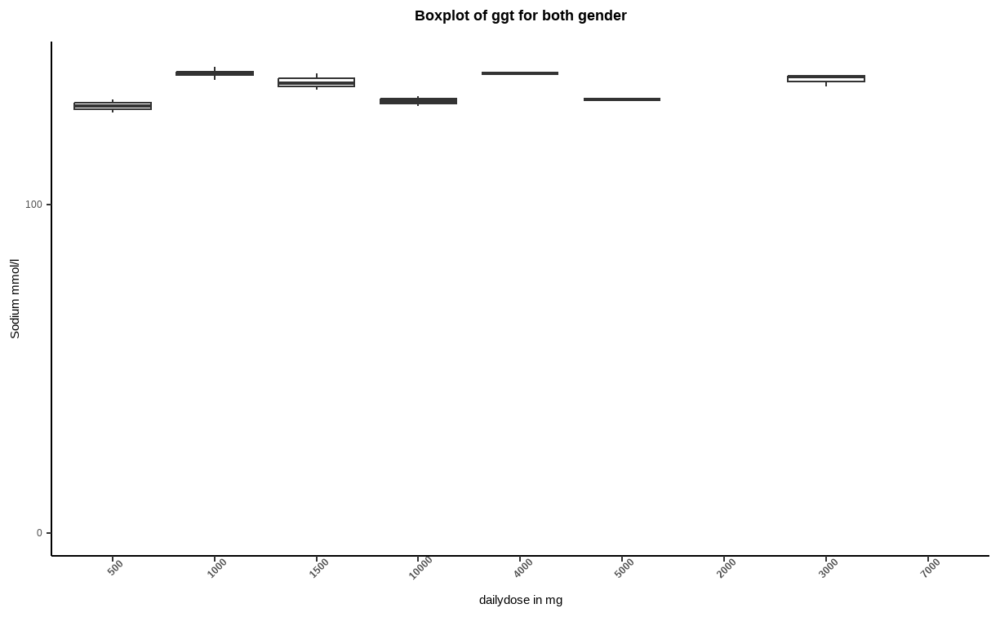 Boxplot of ggt for both gender
100
Sodium mmol/l
0
500 1000 1500 10000 4000 5000 2000 3000 7000
dailydose in mg